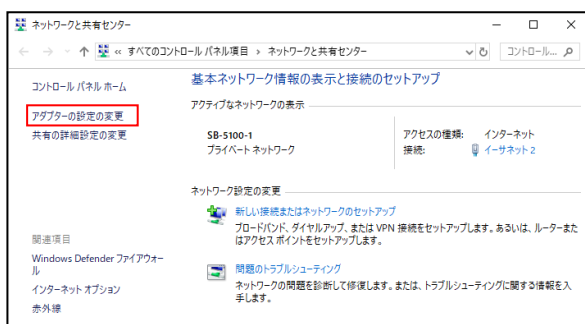 ネットワークと共有センター
« すべてのコントロール パネル項目 › ネットワークと共有センター
コントロール...
コントロール パネル ホーム
アダプターの設定の変更
共有の詳細設定の変更
基本ネットワーク情報の表示と接続のセットアップ
アクティブなネットワークの表示
SB-5100-1
プライベート ネットワーク
アクセスの種類: インターネット
接続: イーサネット 2
ネットワーク設定の変更
新しい接続またはネットワークのセットアップ
ブロードバンド、ダイヤルアップ、または VPN 接続をセットアップします。あるいは、ルーターまた
はアクセス ポイントをセットアップします。
問題のトラブルシューティング
ネットワークの問題を診断して修復します。または、トラブルシューティングに関する情報を入
手します。
関連項目
Windows Defender ファイアウォー
ル
インターネット オプション
赤外線